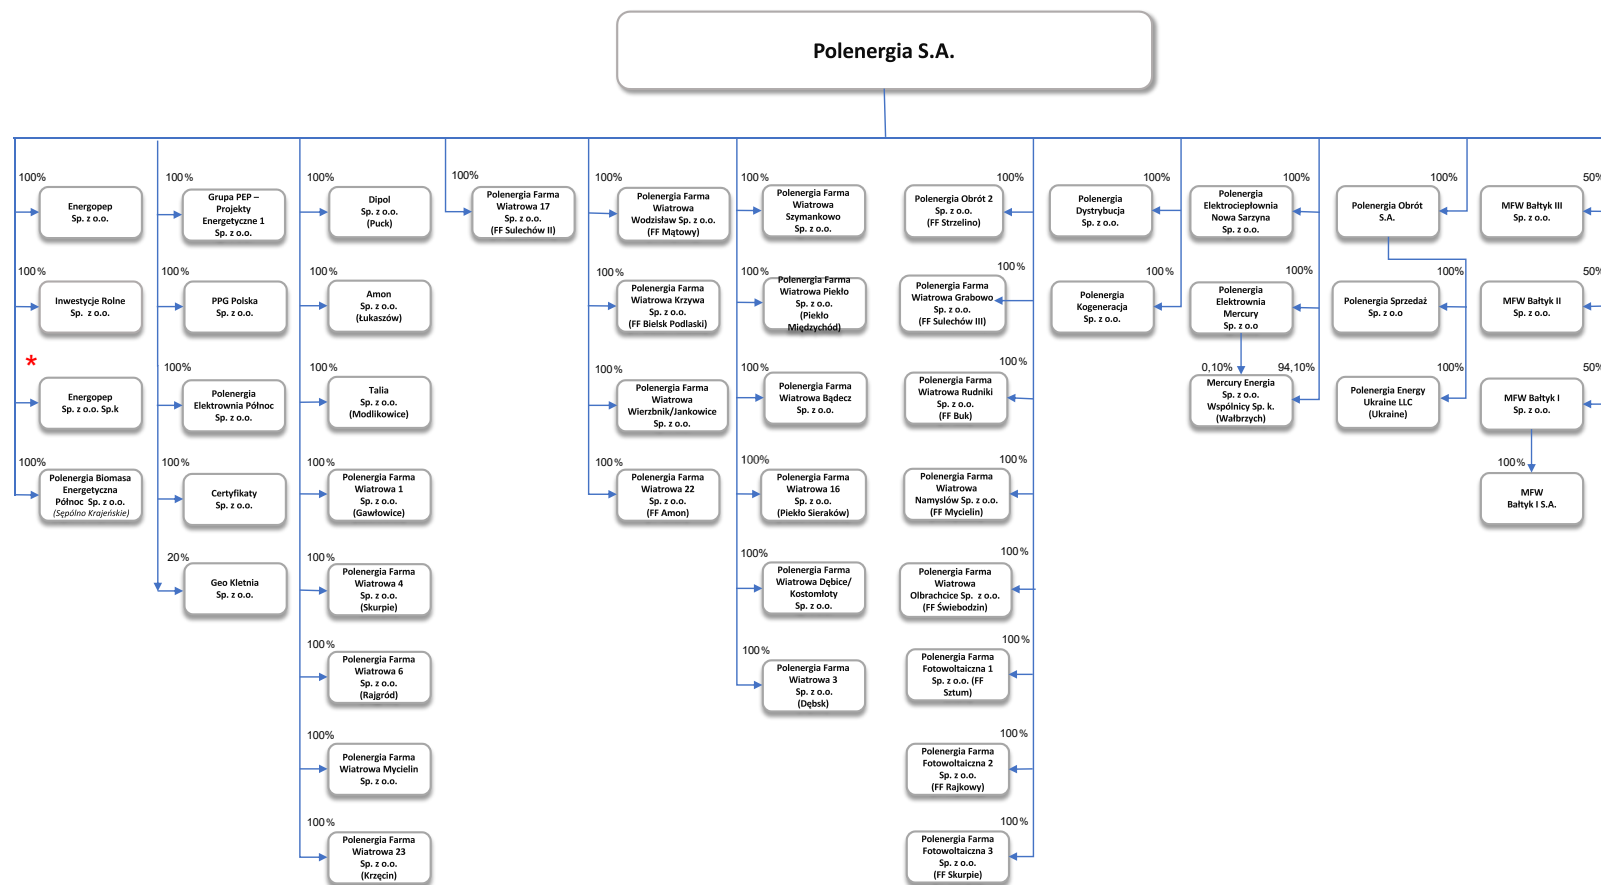 Polenergia S.A.
100%
Energopep
Sp. z o.o.
100%
Inwestycje Rolne
Sp. z o.o.
*
Energopep
Sp. z o.o. Sp.k
100%
Polenergia Biomasa
Energetyczna
Północ Sp. z o.o.
(Sępólno Krajeńskie)
100%
Grupa PEP –
Projekty
Energetyczne 1
Sp. z o.o.
100%
PPG Polska
Sp. z o.o.
100%
Polenergia
Elektrownia Północ
Sp. z o.o.
100%
Certyfikaty
Sp. z o.o.
20%
Geo Kletnia
Sp. z o.o.
100%
Dipol
Sp. z o.o.
(Puck)
100%
Amon
Sp. z o.o.
(Łukaszów)
100%
Talia
Sp. z o.o.
(Modlikowice)
100%
Polenergia Farma
Wiatrowa 1
Sp. z o.o.
(Gawłowice)
100%
Polenergia Farma
Wiatrowa 4
Sp. z o.o.
(Skurpie)
100%
Polenergia Farma
Wiatrowa 6
Sp. z o.o.
(Rajgród)
100%
Polenergia Farma
Wiatrowa Mycielin
Sp. z o.o.
100%
Polenergia Farma
Wiatrowa 23
Sp. z o.o.
(Krzęcin)
100%
Polenergia Farma
Wiatrowa 17
Sp. z o.o.
(FF Sulechów II)
100%
Polenergia Farma
Wiatrowa
Wodzisław Sp. z o.o.
(FF Mątowy)
100%
Polenergia Farma
Wiatrowa Krzywa
Sp. z o.o.
(FF Bielsk Podlaski)
100%
Polenergia Farma
Wiatrowa
Wierzbnik/Jankowice
Sp. z o.o.
100%
Polenergia Farma
Wiatrowa 22
Sp. z o.o.
(FF Amon)
100%
Polenergia Farma
Wiatrowa
Szymankowo
Sp. z o.o.
100%
Polenergia Farma
Wiatrowa Piekło
Sp. z o.o.
(Piekło
Międzychód)
100%
Polenergia Farma
Wiatrowa Bądecz
Sp. z o.o.
100%
Polenergia Farma
Wiatrowa 16
Sp. z o.o.
(Piekło Sieraków)
100%
Polenergia Farma
Wiatrowa Dębice/
Kostomłoty
Sp. z o.o.
100%
Polenergia Farma
Wiatrowa 3
Sp. z o.o.
(Dębsk)
100%
Polenergia Obrót 2
Sp. z o.o.
(FF Strzelino)
100%
Polenergia Farma
Wiatrowa Grabowo
Sp. z o.o.
(FF Sulechów III)
100%
Polenergia Farma
Wiatrowa Rudniki
Sp. z o.o.
(FF Buk)
100%
Polenergia Farma
Wiatrowa
Namysłów Sp. z o.o.
(FF Mycielin)
100%
Polenergia Farma
Wiatrowa
Olbrachcice Sp. z o.o.
(FF Świebodzin)
100%
Polenergia Farma
Fotowoltaiczna 1
Sp. z o.o. (FF
Sztum)
100%
Polenergia Farma
Fotowoltaiczna 2
Sp. z o.o.
(FF Rajkowy)
100%
Polenergia Farma
Fotowoltaiczna 3
Sp. z o.o.
(FF Skurpie)
100%
Polenergia
Dystrybucja
Sp. z o.o.
100%
Polenergia
Kogeneracja
Sp. z o.o.
100%
Polenergia
Elektrociepłownia
Nowa Sarzyna
Sp. z o.o.
100%
Polenergia
Elektrownia
Mercury
Sp. z o.o
0,10%
94,10%
Mercury Energia
Sp. z o.o.
Wspólnicy Sp. k.
(Wałbrzych)
100%
Polenergia Obrót
S.A.
100%
Polenergia Sprzedaż
Sp. z o.o
100%
Polenergia Energy
Ukraine LLC
(Ukraine)
50%
MFW Bałtyk III
Sp. z o.o.
50%
MFW Bałtyk II
Sp. z o.o.
50%
MFW Bałtyk I
Sp. z o.o.
100%
MFW
Bałtyk I S.A.